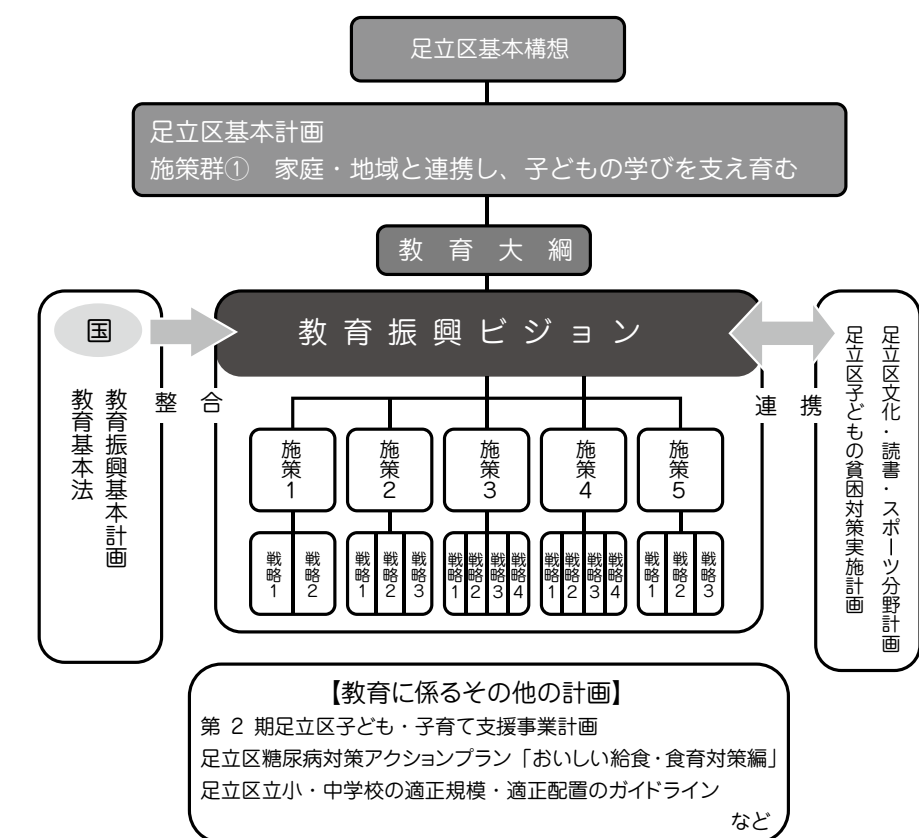 足立区基本構想
足立区基本計画
施策群① 家庭・地域と連携し、子どもの学びを支え育む
教育大綱
教育振興ビジョン
国
教育振興基本計画
教育基本法
整合
連携
足立区文化・読書・スポーツ分野計画
足立区子どもの貧困対策実施計画
施策1
施策2
施策3
施策4
施策5
戦略1
戦略2
戦略1
戦略2
戦略3
戦略1
戦略2
戦略3
戦略4
戦略1
戦略2
戦略3
戦略4
戦略1
戦略2
戦略3
【教育に係るその他の計画】
第2期足立区子ども・子育て支援事業計画
足立区糖尿病対策アクションプラン「おいしい給食・食育対策編」
足立区立小・中学校の適正規模・適正配置のガイドライン
など